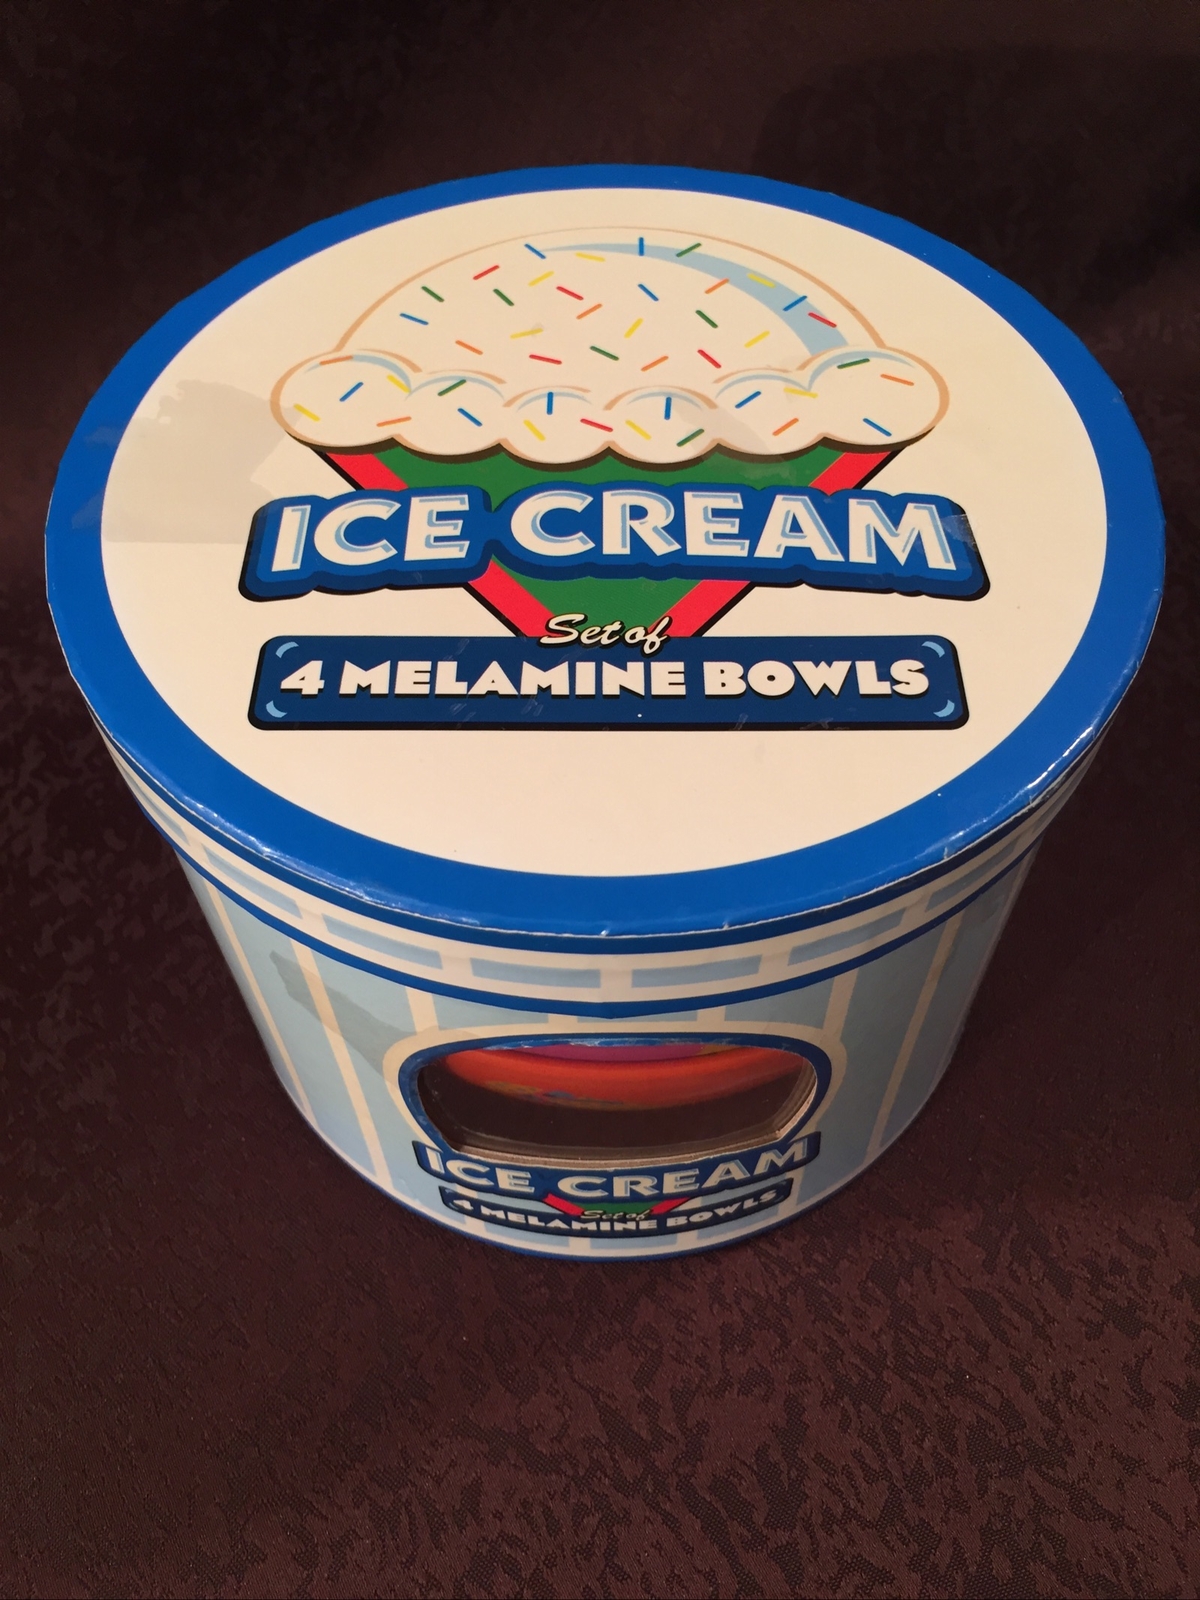 ICE CREAM
Set of
4 MELAMINE BOWLS
ICE CREAM
Set of
4 MELAMINE BOWLS